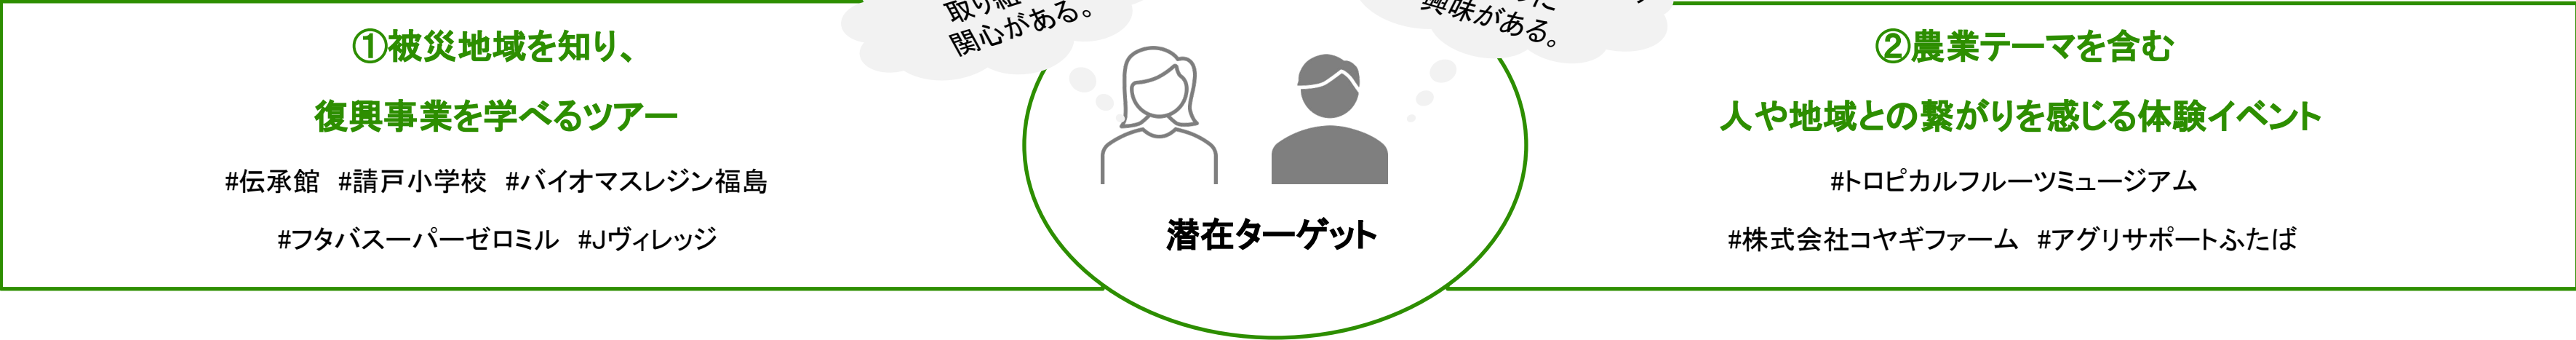 関心がある。
興味がある。
①被災地域を知り、
復興事業を学べるツアー
#伝承館 #請戸小学校 #バイオマスレジン福島
#フタバスーパーゼロミル #Jヴィレッジ
潜在ターゲット
②農業テーマを含む
人や地域との繋がりを感じる体験イベント
#トロピカルフルーツミュージアム
#株式会社コヤギファーム #アグリサポートふたば